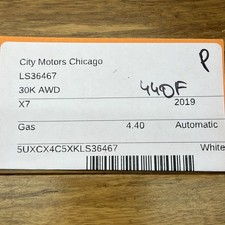 City Motors Chicago P
LS36467
30K AWD 440F
X7 2019
Gas 4.40 Automatic
5UXCX4C5XKLS36467 White